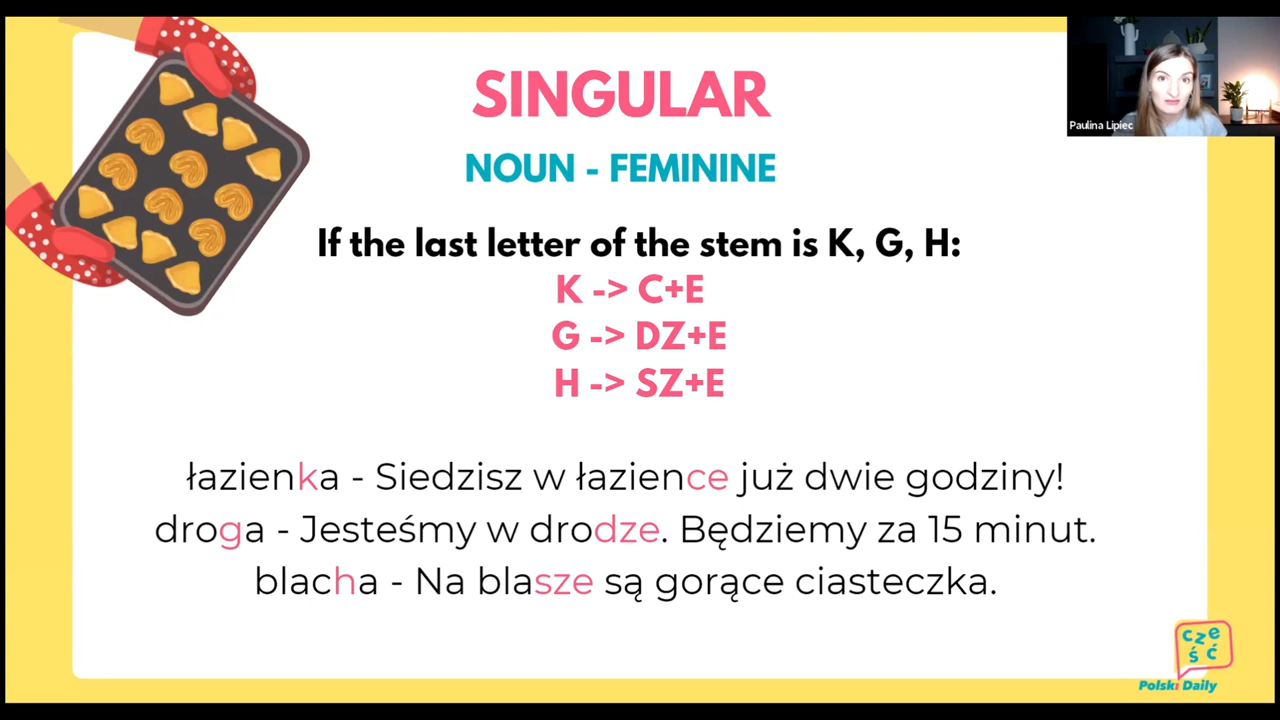 SINGULAR
Paulina Lipiec
NOUN - FEMININE
If the last letter of the stem is K, G, H:
K -> C+E
G -> DZ+E
H -> SZ+E
łazienka - Siedzisz w łazience już dwie godziny!
droga - Jesteśmy w drodze. Będziemy za 15 minut.
blacha - Na blasze są gorące ciasteczka.
cze
ść
Polski Daily